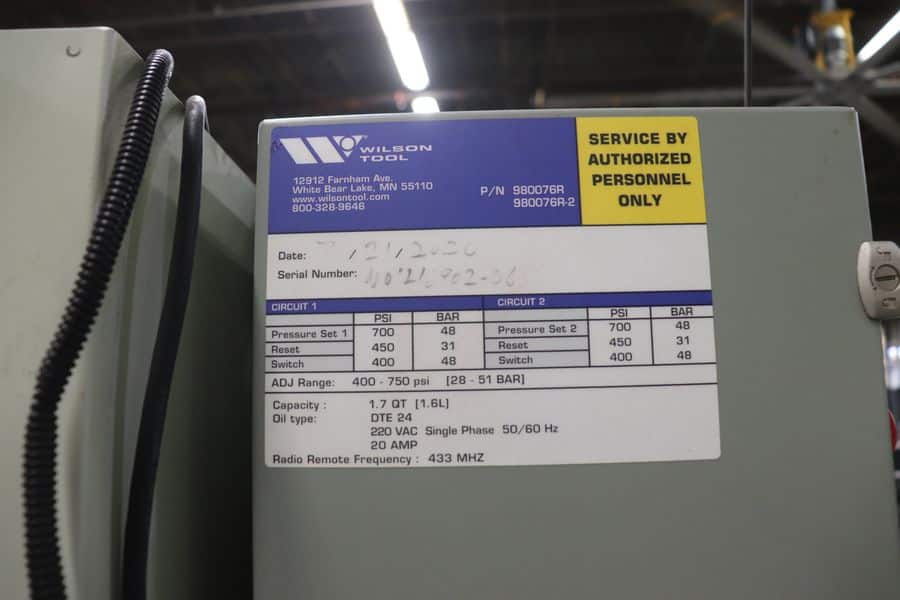 WILSON
TOOL
12912 Farnham Ave.
White Bear Lake, MN 55110
www.wilsontool.com
800-328-9646
P/N 980076R
980076R-2
SERVICE BY
AUTHORIZED
PERSONNEL
ONLY
Date:
Serial Number:
CIRCUIT 1 CIRCUIT 2
PSI BAR PSI BAR
Pressure Set 1 700 48 Pressure Set 2 700 48
Reset 450 31 Reset 450 31
Switch 400 48 Switch 400 48
ADJ Range: 400 - 750 psi [28 - 51 BAR]
Capacity : 1.7 QT [1.6L]
Oil type: DTE 24
220 VAC Single Phase 50/60 Hz
20 AMP
Radio Remote Frequency : 433 MHZ